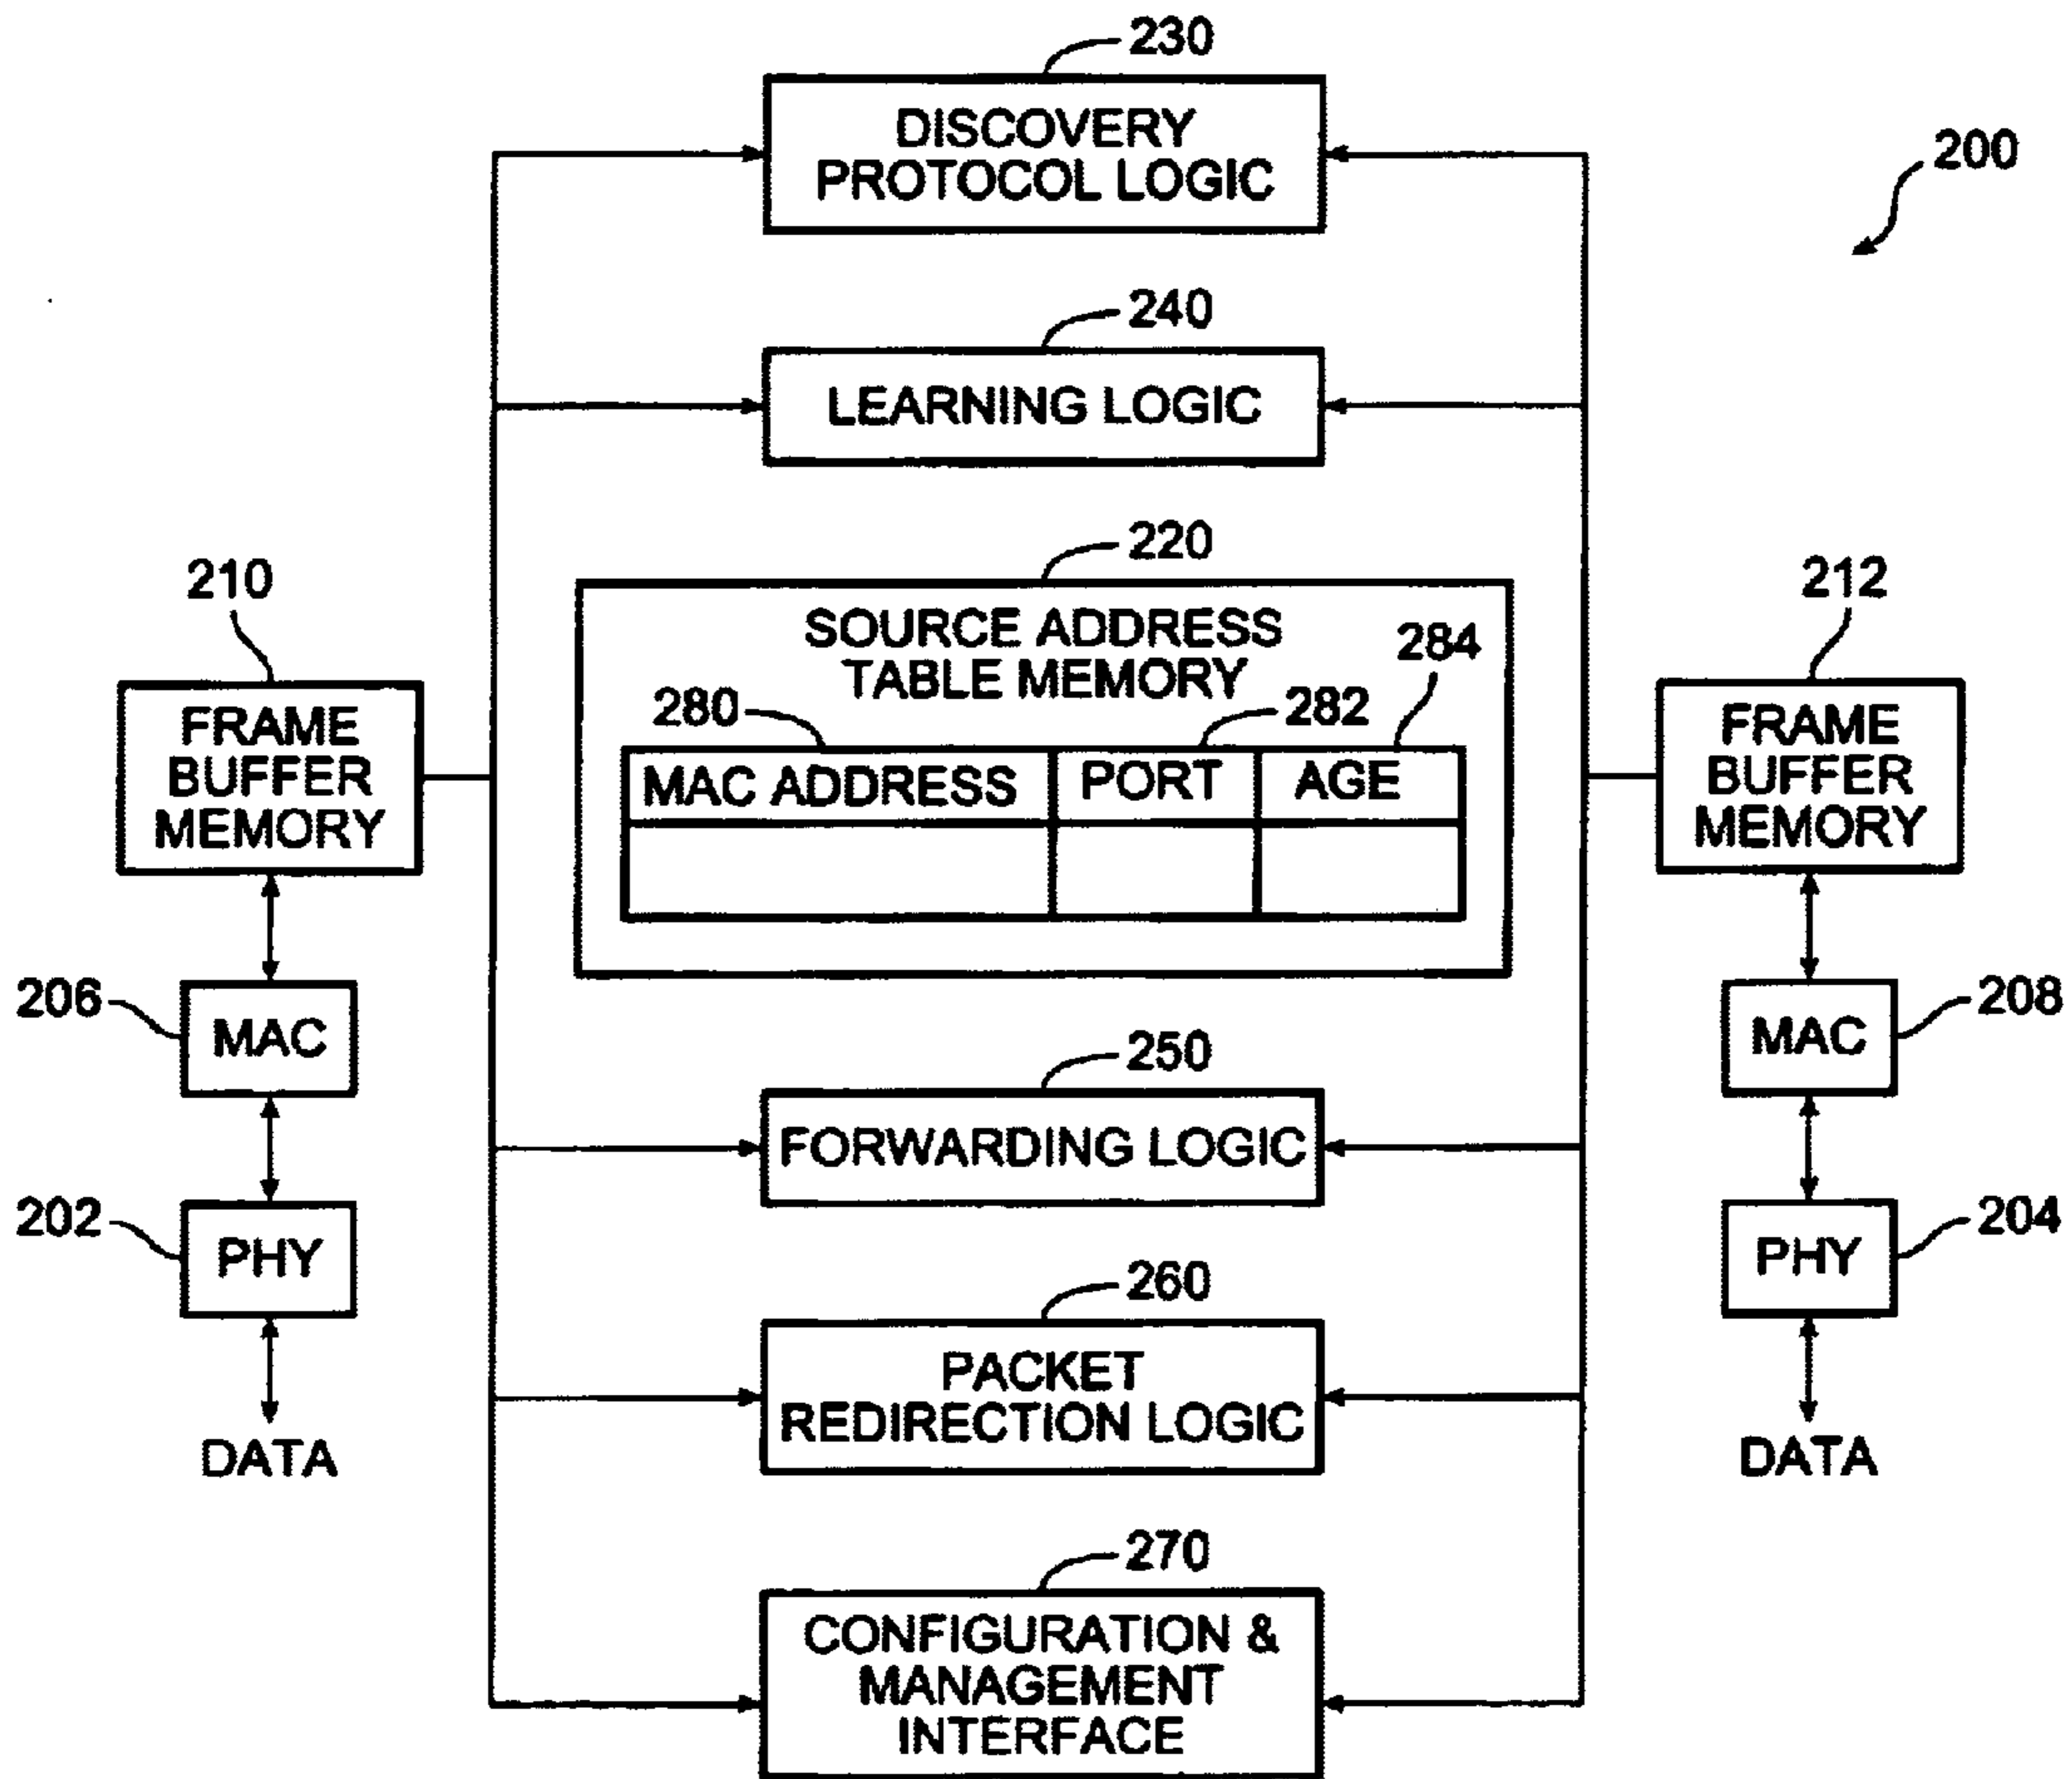 230
DISCOVERY
PROTOCOL LOGIC
200
240
LEARNING LOGIC
220
SOURCE ADDRESS
TABLE MEMORY
284
280
282
MAC ADDRESS PORT AGE
210
FRAME
BUFFER
MEMORY
212
FRAME
BUFFER
MEMORY
206
MAC
208
MAC
250
FORWARDING LOGIC
202
PHY
204
PHY
260
PACKET
REDIRECTION LOGIC
DATA
DATA
270
CONFIGURATION &
MANAGEMENT
INTERFACE